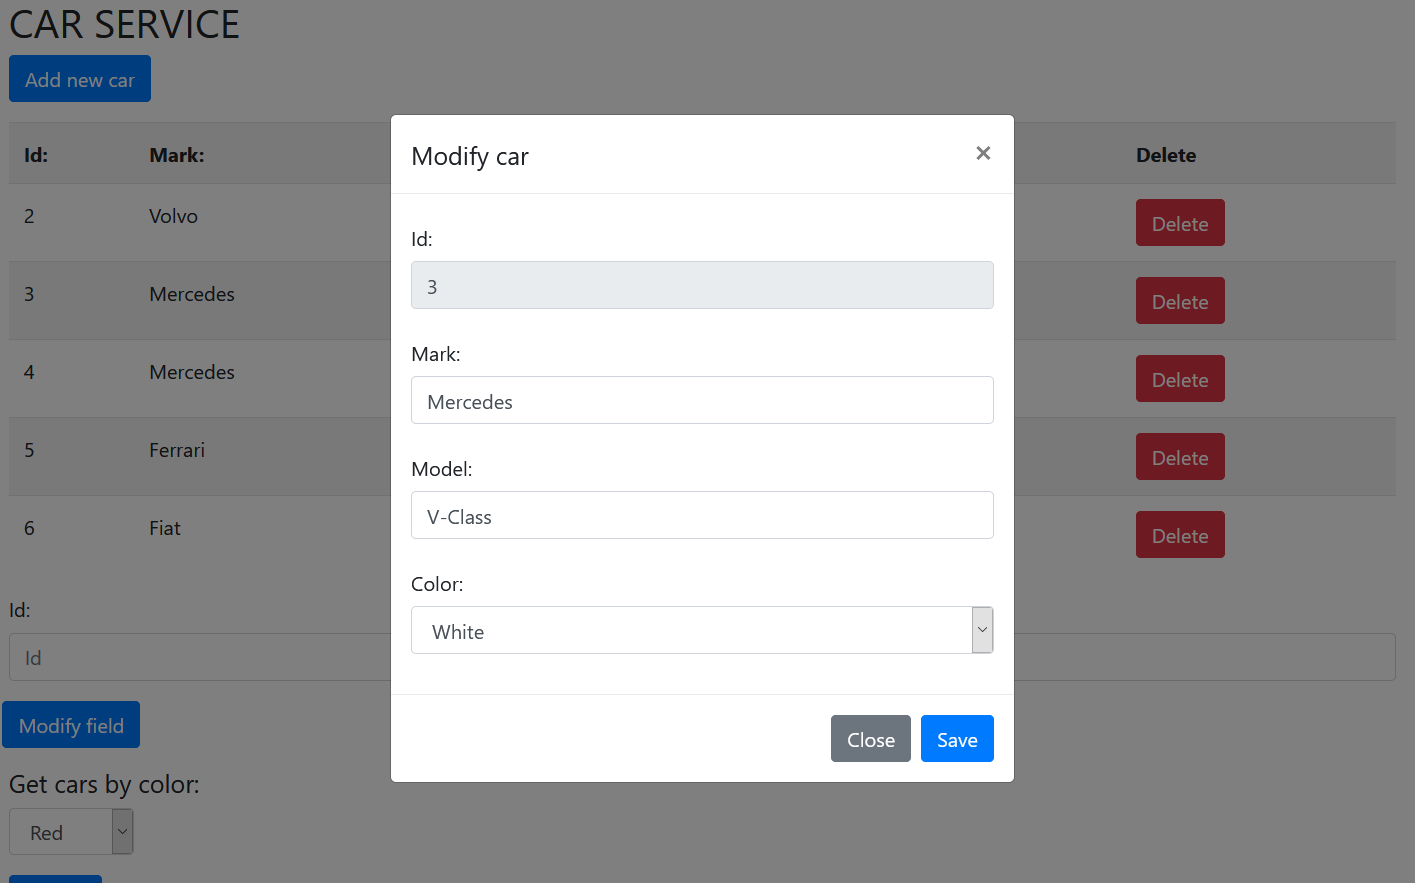 CAR SERVICE
Add new car
Id: Mark: Delete
2 Volvo Delete
3 Mercedes Delete
4 Mercedes Delete
5 Ferrari Delete
6 Fiat Delete
Id:
Id
Modify field
Get cars by color:
Red
Modify car ×
Id:
3
Mark:
Mercedes
Model:
V-Class
Color:
White
Close Save